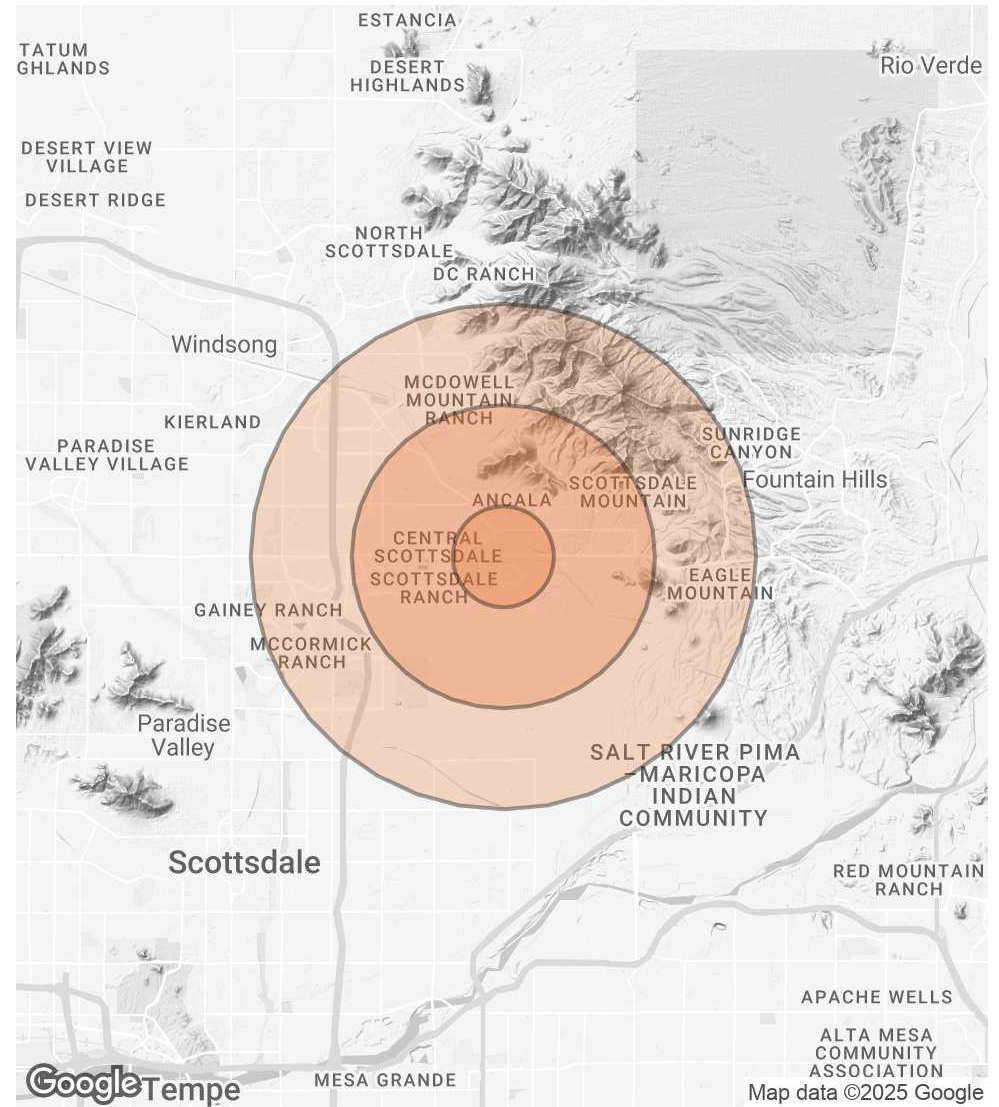 ESTANCIA
TATUM
GHLANDS
DESERT
HIGHLANDS
Rio Verde
DESERT VIEW
VILLAGE
DESERT RIDGE
NORTH
SCOTTSDALE
DC RANCH
Windsong
MCDOWELL
MOUNTAIN
RANCH
KIERLAND
PARADISE
VALLEY VILLAGE
SUNRIDGE
CANYON
Fountain Hills
SCOTTSDALE
MOUNTAIN
ANCALA
CENTRAL
SCOTTSDALE
SCOTTSDALE
RANCH
EAGLE
MOUNTAIN
GAINEY RANCH
MCCORMICK
RANCH
Paradise
Valley
SALT RIVER PIMA
-MARICOPA
INDIAN
COMMUNITY
Scottsdale
RED MOUNTAIN
RANCH
APACHE WELLS
ALTA MESA
COMMUNITY
ASSOCIATION
MESA GRANDE
Google
Tempe
Map data ©2025 Google